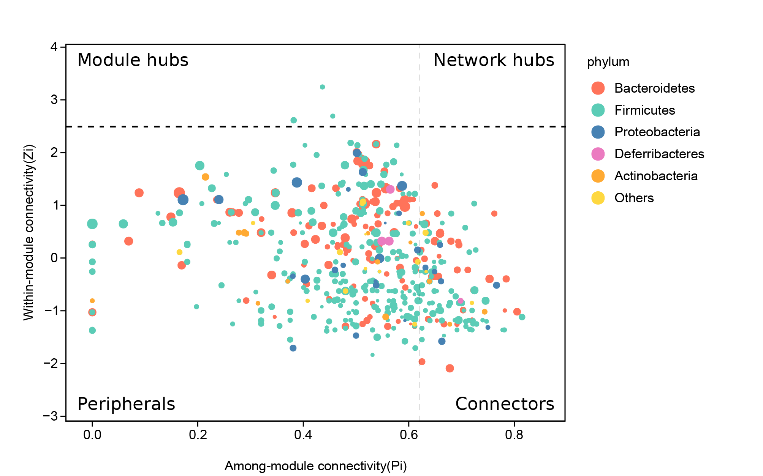 Module hubs
Network hubs
Peripherals
Connectors
4
3
2
1
0
−1
−2
−3
Within-module connectivity(Zi)
0.0
0.2
0.4
0.6
0.8
Among-module connectivity(Pi)
phylum
Bacteroidetes
Firmicutes
Proteobacteria
Deferribacteres
Actinobacteria
Others